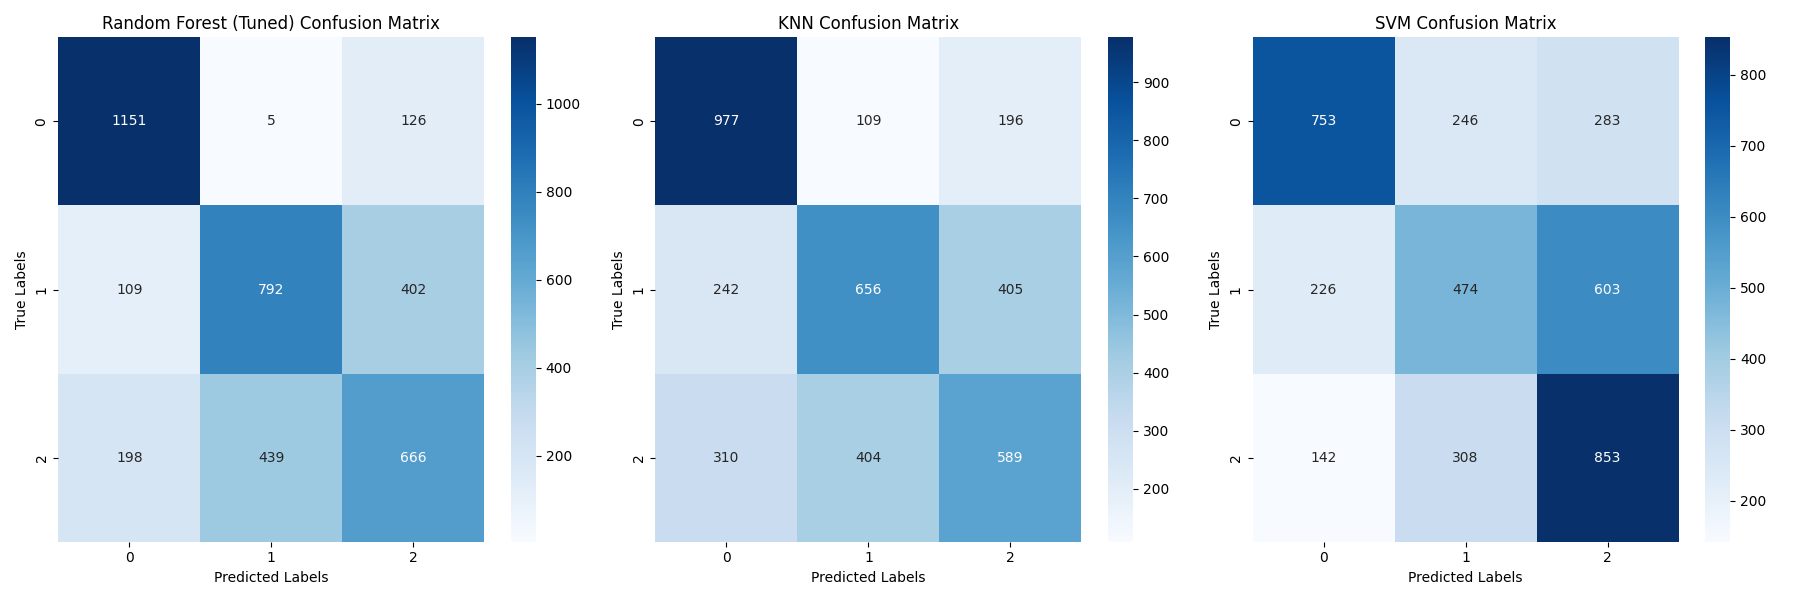 Random Forest (Tuned) Confusion Matrix
True Labels
0
1
2
1151 5 126
109 792 402
198 439 666
0 1 2
Predicted Labels
1000
800
600
400
200
KNN Confusion Matrix
True Labels
0
1
2
977 109 196
242 656 405
310 404 589
0 1 2
Predicted Labels
900
800
700
600
500
400
300
200
SVM Confusion Matrix
True Labels
0
1
2
753 246 283
226 474 603
142 308 853
0 1 2
Predicted Labels
800
700
600
500
400
300
200